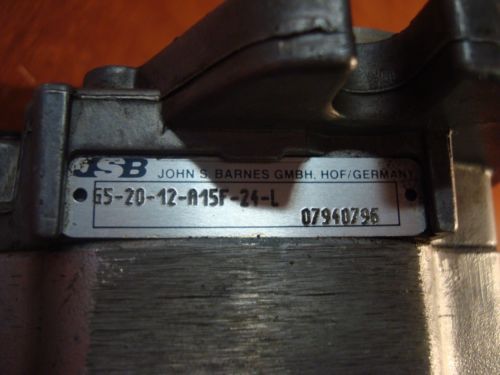 JSB JOHN S. BARNES GMBH, HOF/GERMANY
G5-20-12-A15F-24-L
07940796